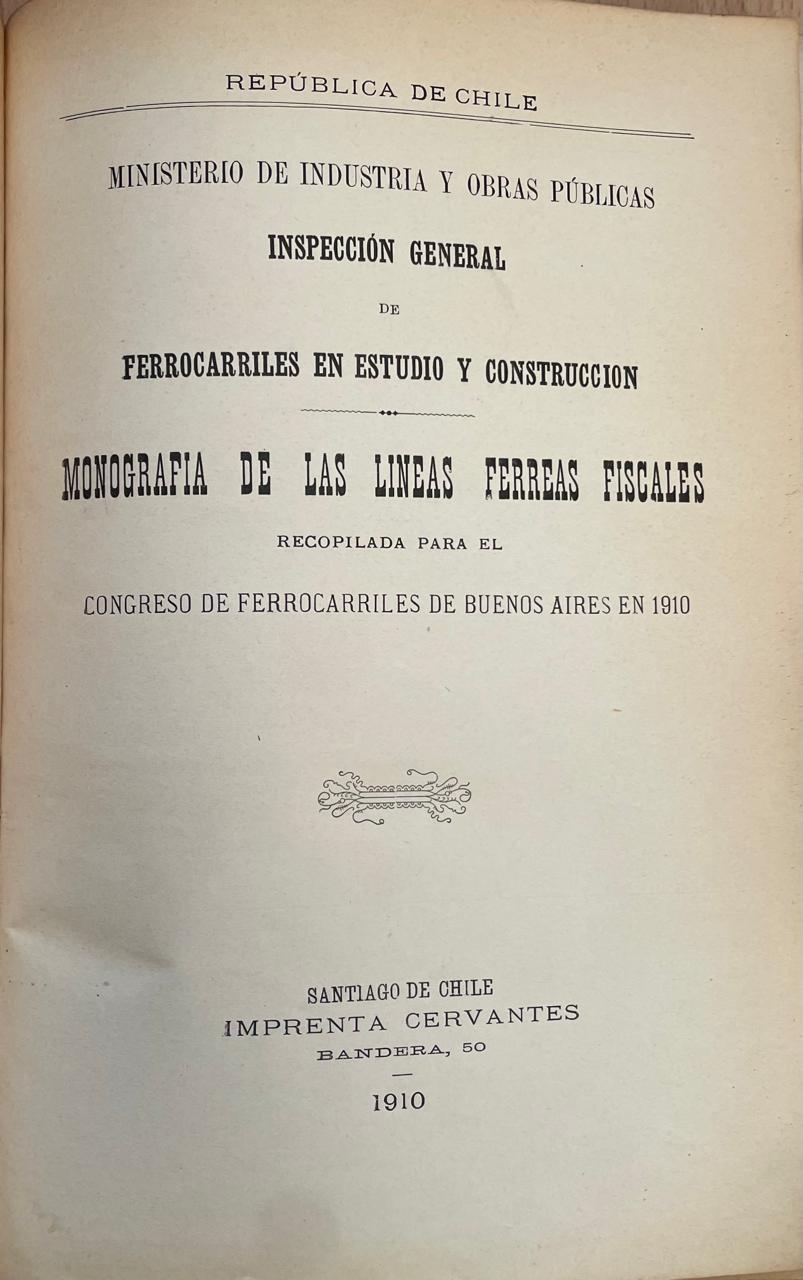 REPÚBLICA DE CHILE
MINISTERIO DE INDUSTRIA Y OBRAS PÚBLICAS
INSPECCIÓN GENERAL
DE
FERROCARRILES EN ESTUDIO Y CONSTRUCCION
MONOGRAFIA DE LAS LINEAS FERREAS FISCALES
RECOPILADA PARA EL
CONGRESO DE FERROCARRILES DE BUENOS AIRES EN 1910
SANTIAGO DE CHILE
IMPRENTA CERVANTES
BANDERA, 50
1910